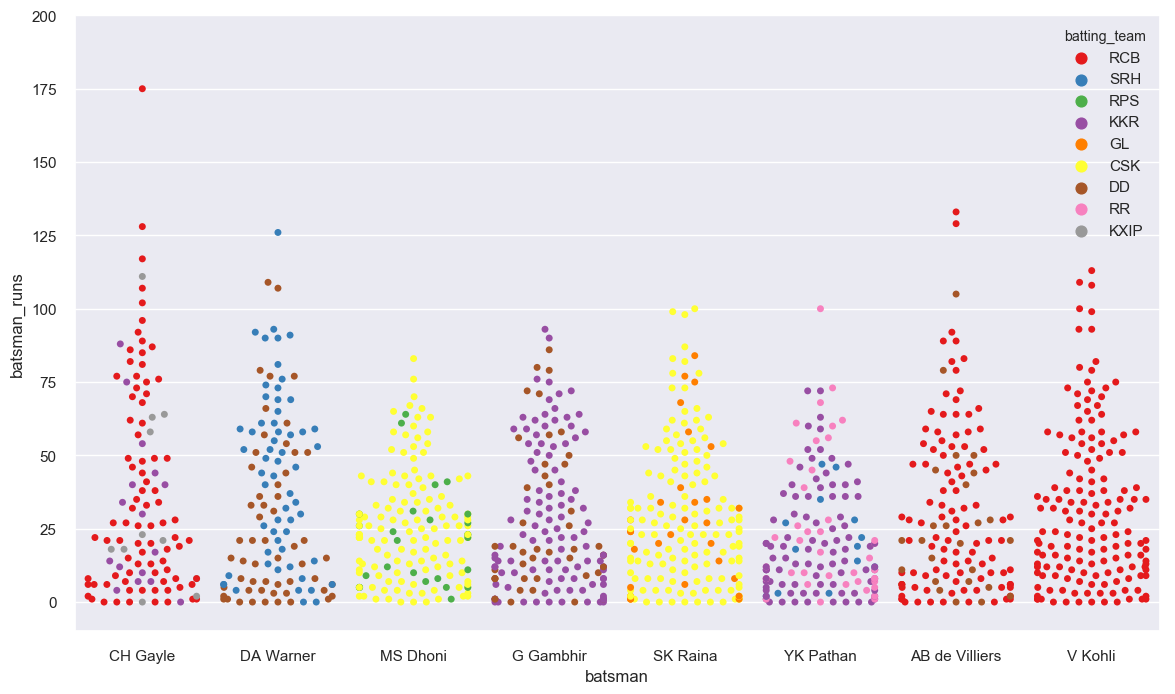 200
175
150
125
100
75
50
25
0
batsman_runs
batting_team
RCB
SRH
RPS
KKR
GL
CSK
DD
RR
KXIP
CH Gayle
DA Warner
MS Dhoni
G Gambhir
SK Raina
YK Pathan
AB de Villiers
V Kohli
batsman